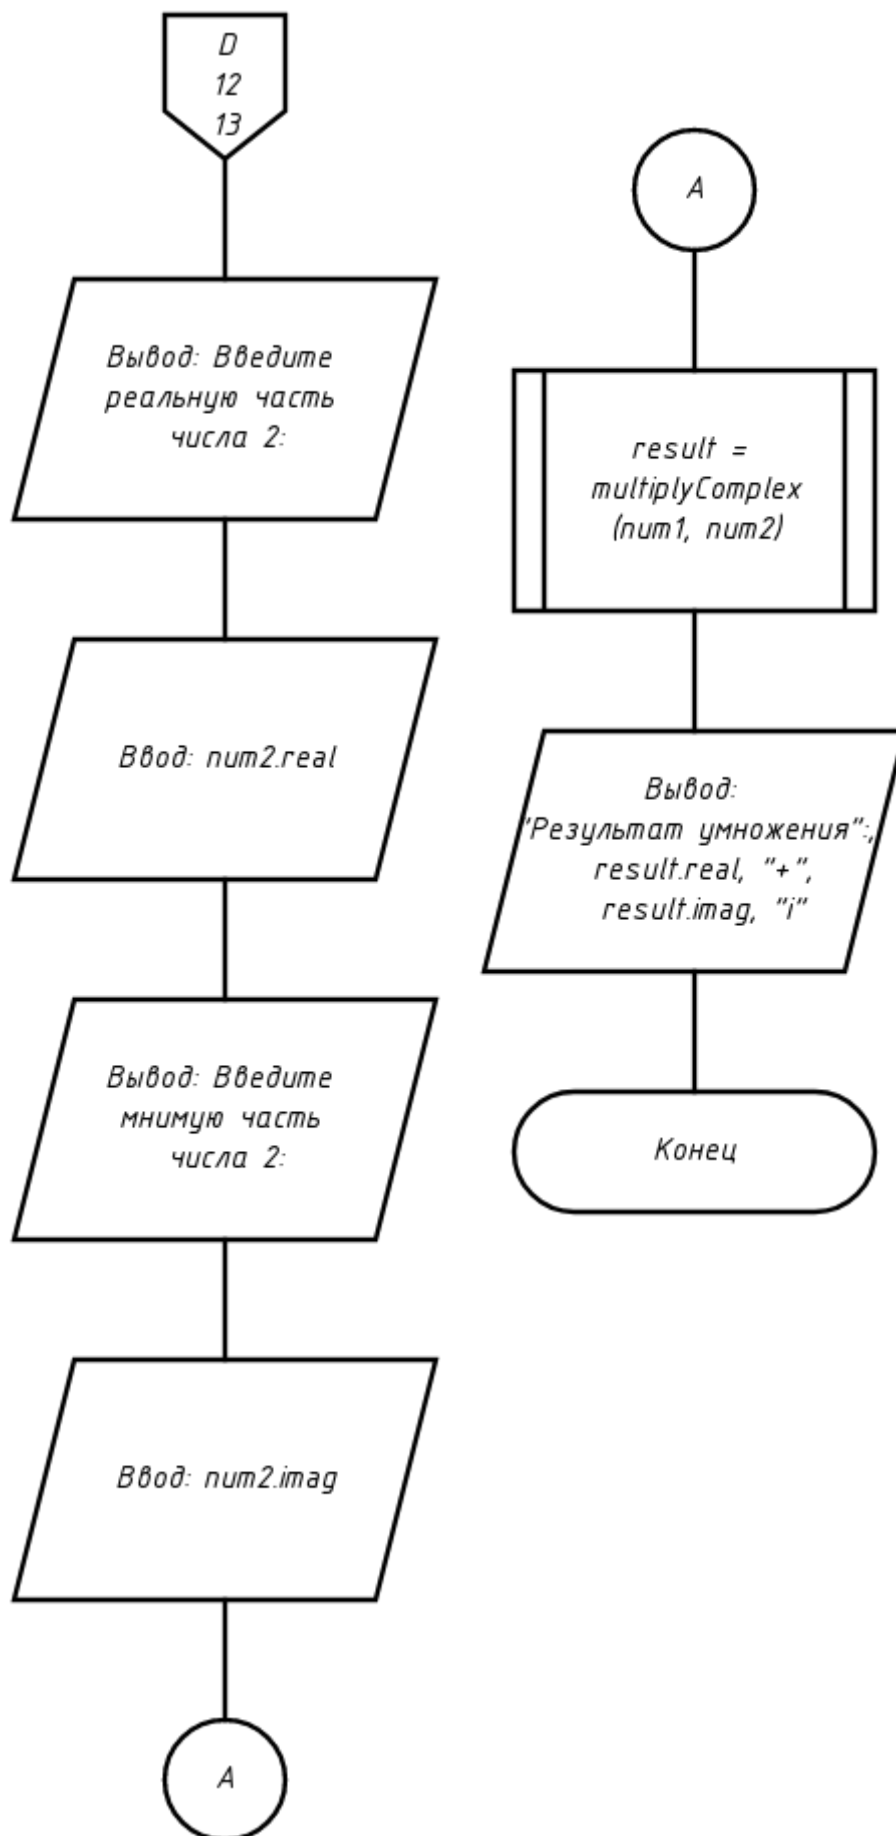 D
12
13
Вывод: Введите
реальную часть
числа 2:
Ввод: num2.real
Вывод: Введите
мнимую часть
числа 2:
Ввод: num2.imag
A
A
result =
multiplyComplex
(num1, num2)
Вывод:
"Результат умножения":,
result.real, "+",
result.imag, "i"
Конец